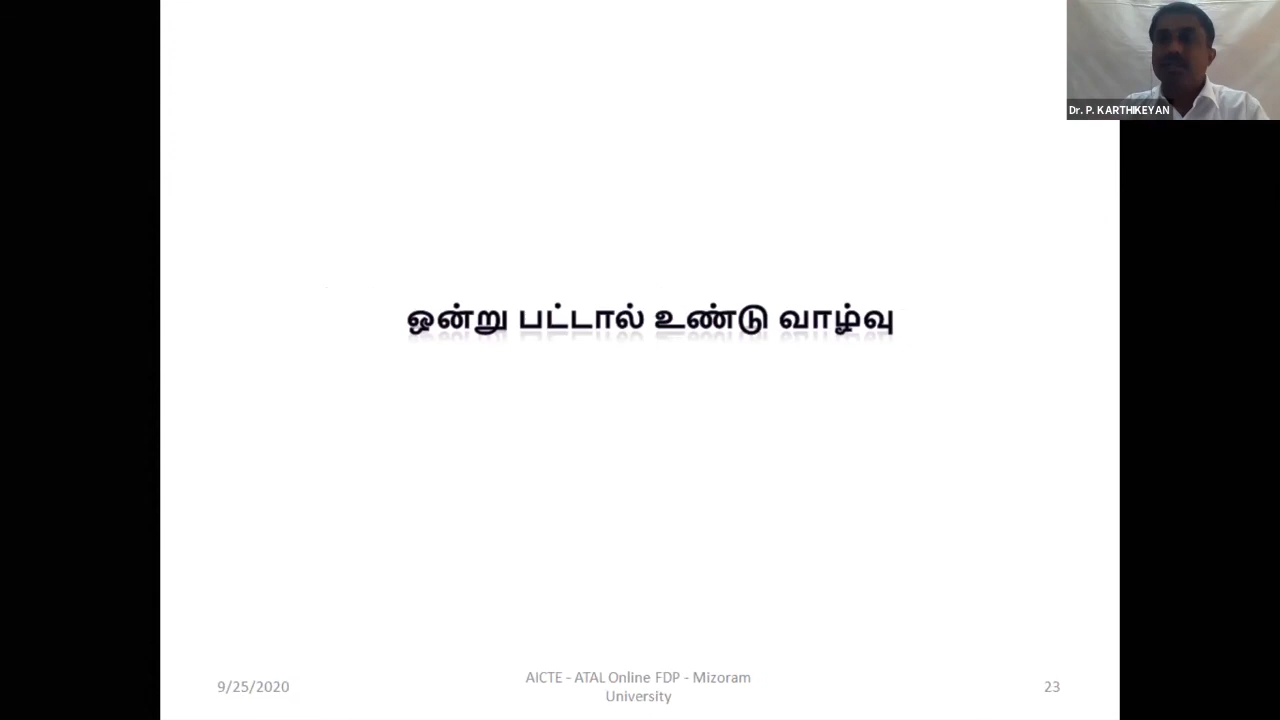 Dr. P. KARTHIKEYAN
ஒன்று பட்டால் உண்டு வாழ்வு
9/25/2020
AICTE - ATAL Online FDP - Mizoram
University
23